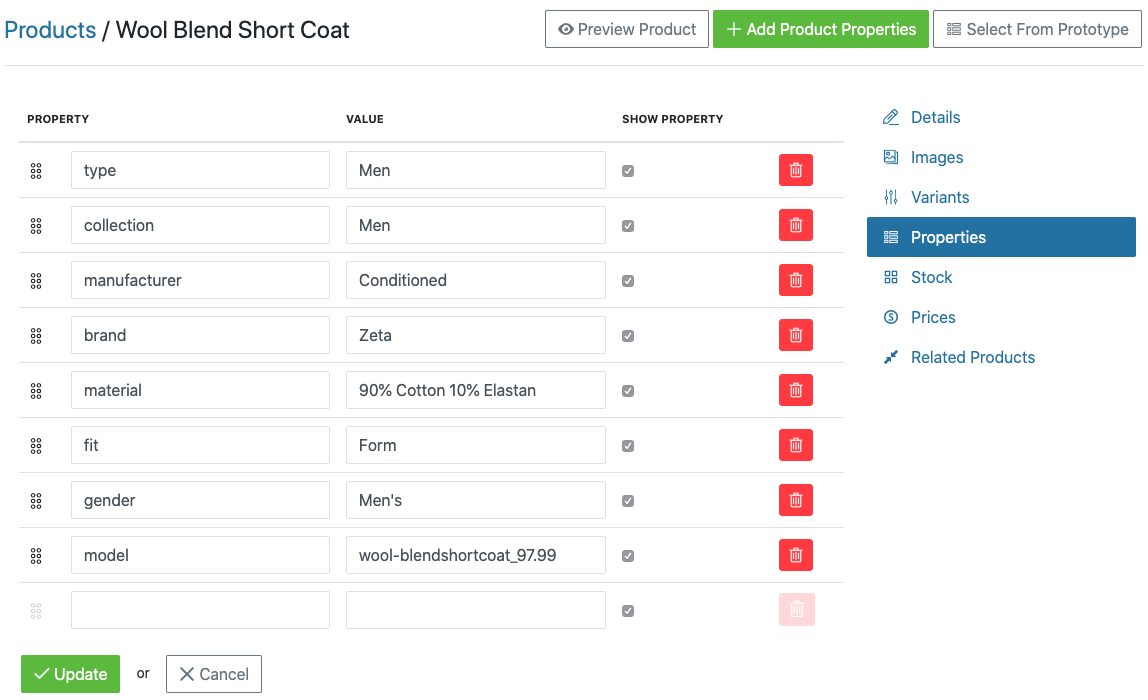 Products / Wool Blend Short Coat
Preview Product
Add Product Properties
Select From Prototype
PROPERTY VALUE SHOW PROPERTY
type Men
collection Men
manufacturer Conditioned
brand Zeta
material 90% Cotton 10% Elastan
fit Form
gender Men's
model wool-blendshortcoat_97.99
Update or Cancel
Details
Images
Variants
Properties
Stock
Prices
Related Products